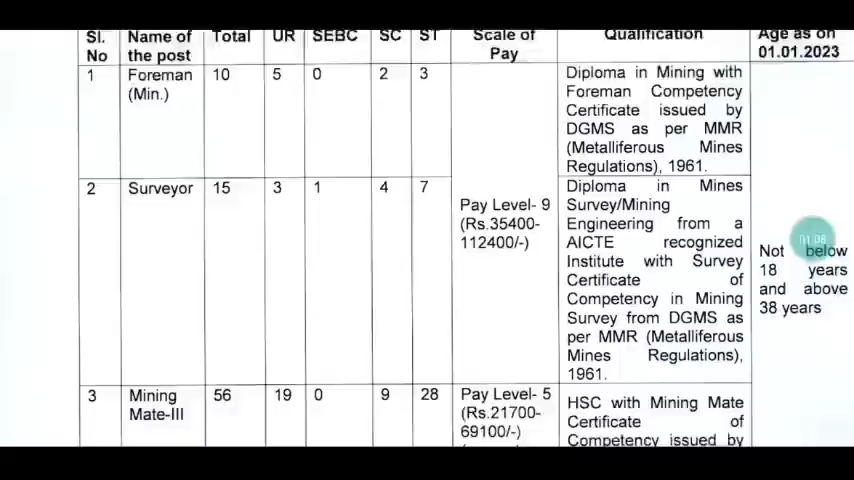 Sl. No Name of the post Total UR SEBC SC ST Scale of Pay Qualification Age as on 01.01.2023
1 Foreman (Min.) 10 5 0 2 3
Diploma in Mining with
Foreman Competency
Certificate issued by
DGMS as per MMR
(Metalliferous Mines
Regulations), 1961.
2 Surveyor 15 3 1 4 7
Pay Level- 9
(Rs.35400-
112400/-)
Diploma in Mines
Survey/Mining
Engineering from a
AICTE recognized
Institute with Survey
Certificate of
Competency in Mining
Survey from DGMS as
per MMR (Metalliferous
Mines Regulations),
1961.
01:08
Not below
18 years
and above
38 years
3 Mining Mate-III 56 19 0 9 28
Pay Level- 5
(Rs.21700-
69100/-)
HSC with Mining Mate
Certificate of
Competency issued by